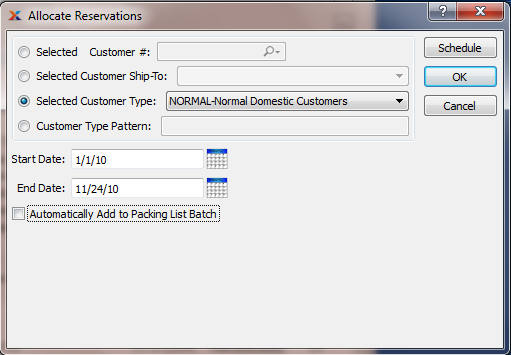 Allocate Reservations
Selected Customer #:
Schedule
Selected Customer Ship-To:
OK
Selected Customer Type: NORMAL-Normal Domestic Customers
Cancel
Customer Type Pattern:
Start Date: 1/1/10
End Date: 11/24/10
Automatically Add to Packing List Batch